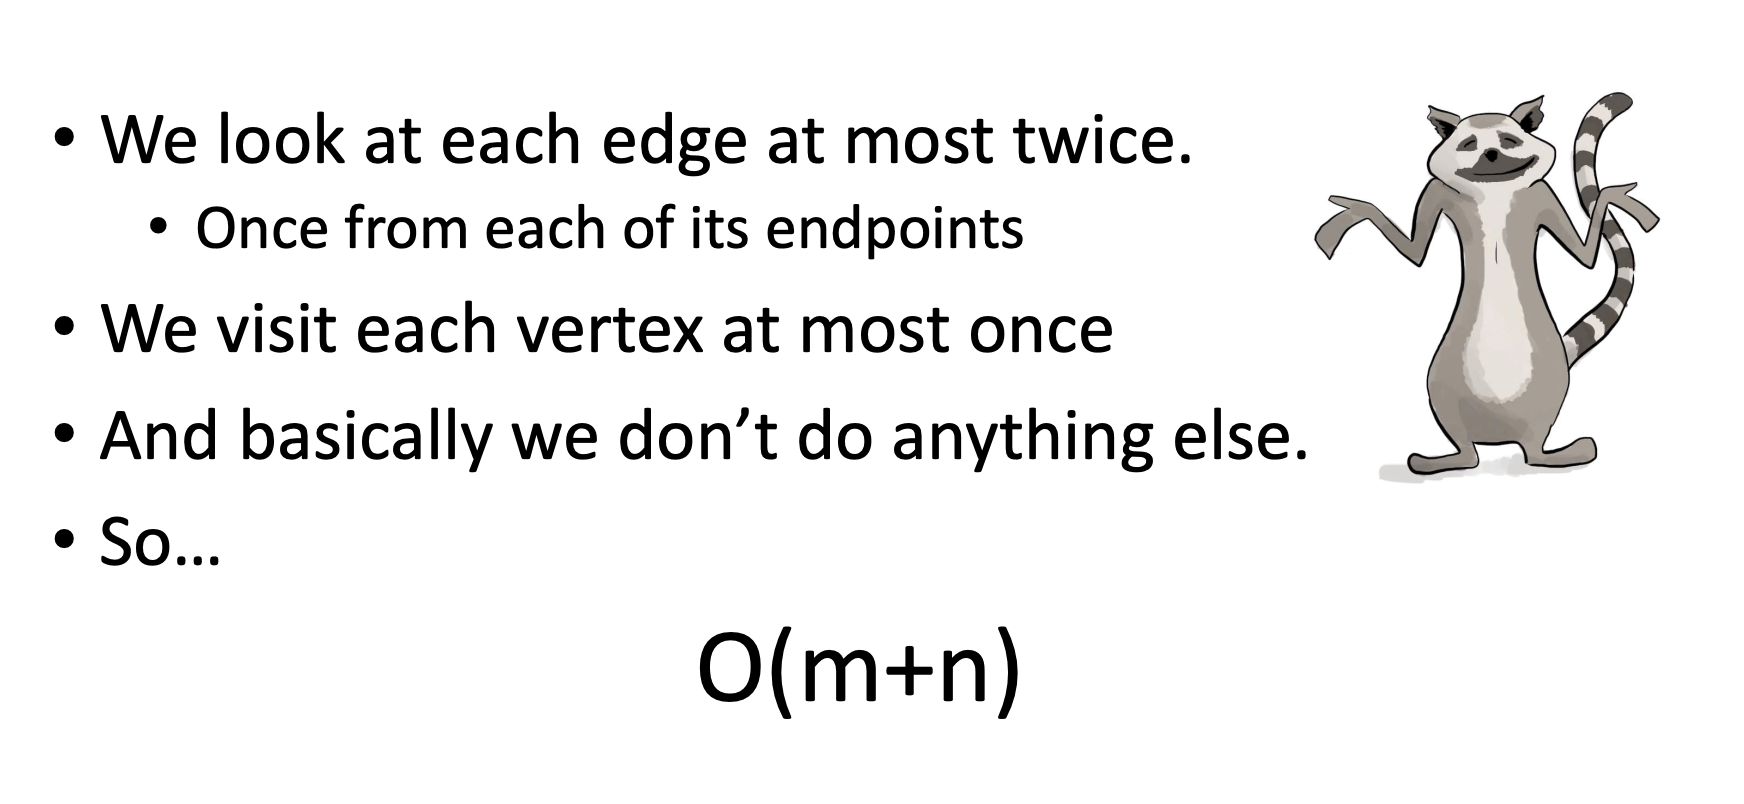 • We look at each edge at most twice.
• Once from each of its endpoints
• We visit each vertex at most once
• And basically we don’t do anything else.
• So…
O(m+n)